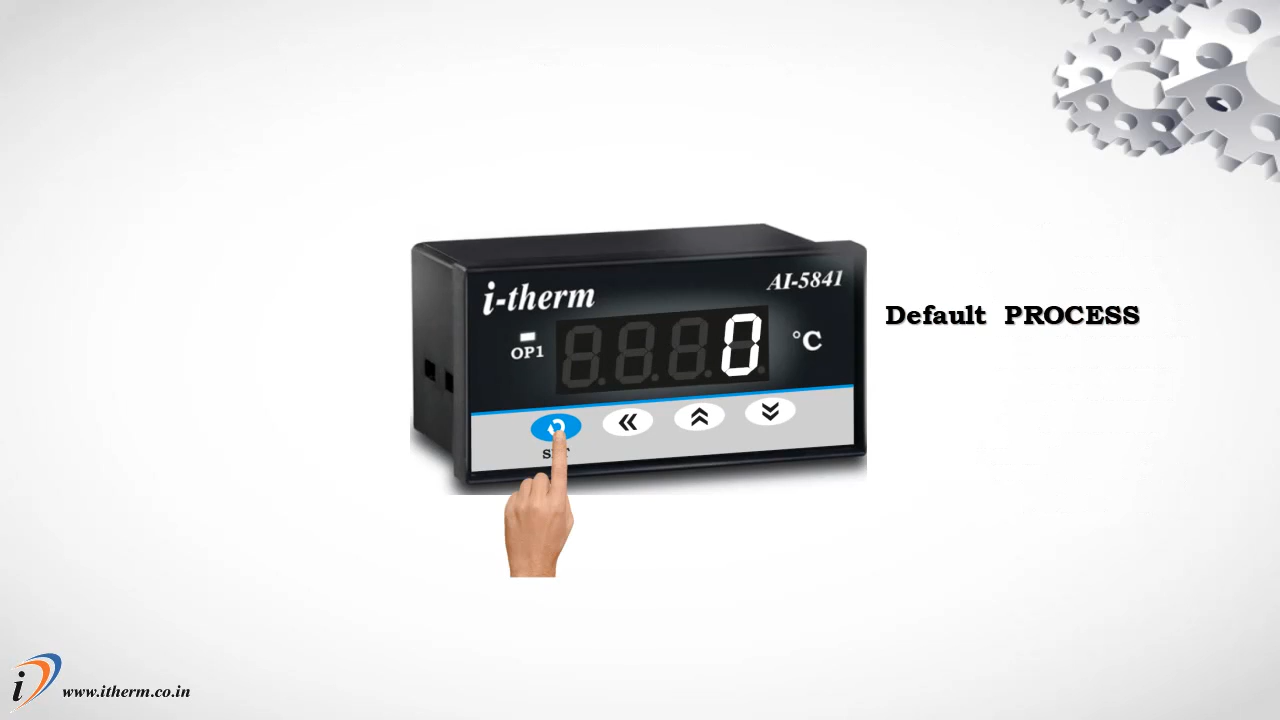 i-therm
AI-5841
Default PROCESS
OP1
0
°C
www.itherm.co.in